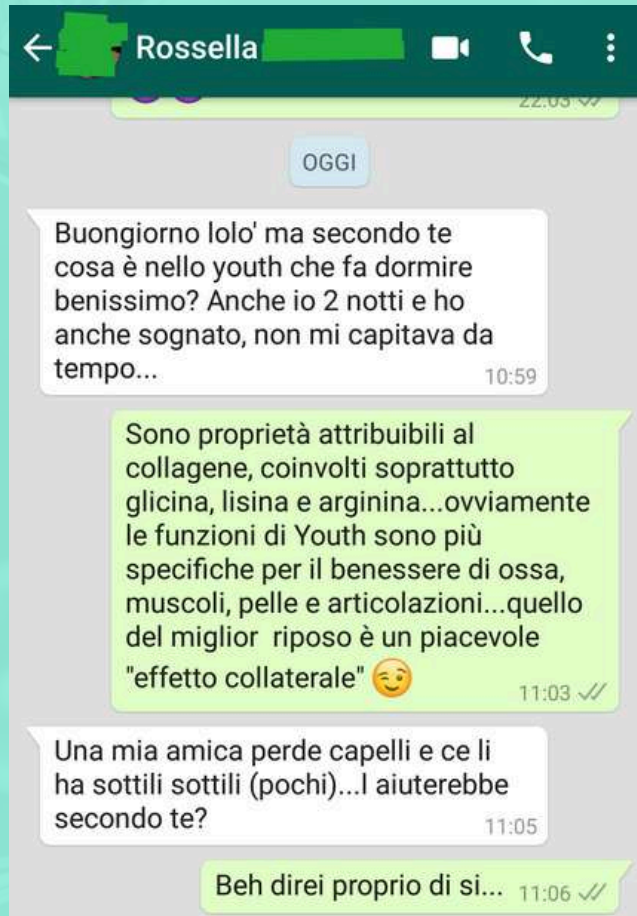 Rossella
22:03
OGGI
Buongiorno lolo' ma secondo te
cosa è nello youth che fa dormire
benissimo? Anche io 2 notti e ho
anche sognato, non mi capitava da
tempo...
10:59
Sono proprietà attribuibili al
collagene, coinvolti soprattutto
glicina, lisina e arginina...ovviamente
le funzioni di Youth sono più
specifiche per il benessere di ossa,
muscoli, pelle e articolazioni...quello
del miglior riposo è un piacevole
"effetto collaterale" 😉
11:03
Una mia amica perde capelli e ce li
ha sottili sottili (pochi)...l aiuterebbe
secondo te?
11:05
Beh direi proprio di si... 11:06